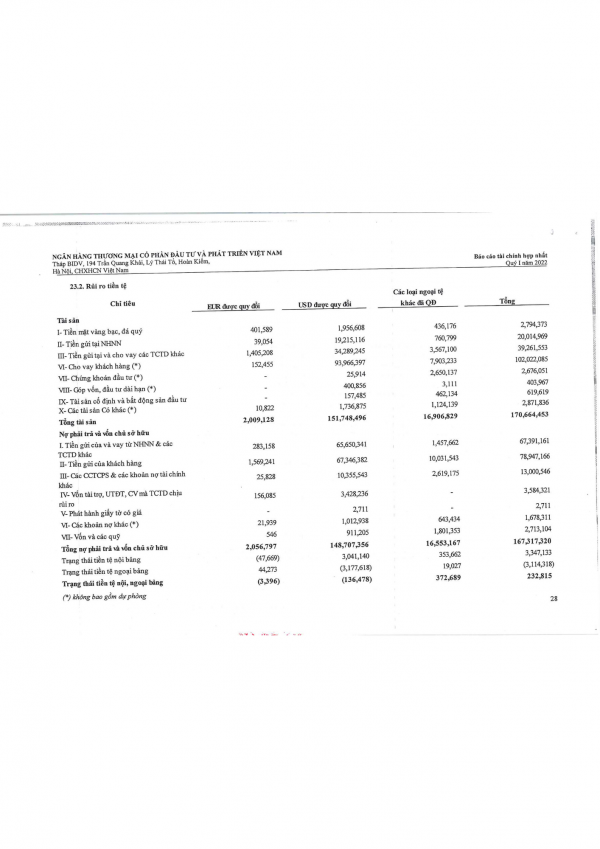 NGÂN HÀNG THƯƠNG MẠI CỔ PHẦN ĐẦU TƯ VÀ PHÁT TRIỂN VIỆT NAM Báo cáo tài chính hợp nhất
Tháp BIDV, 194 Trần Quang Khải, Lý Thái Tổ, Hoàn Kiếm, Quý I năm 2022
Hà Nội, CHXHCN Việt Nam
23.2. Rủi ro tiền tệ
Chỉ tiêu EUR được quy đổi USD được quy đổi Các loại ngoại tệ khác đã QĐ Tổng
Tài sản
I- Tiền mặt vàng bạc, đá quý 401,589 1,956,608 436,176 2,794,373
II- Tiền gửi tại NHNN 39,054 19,215,116 760,799 20,014,969
III- Tiền gửi tại và cho vay các TCTD khác 1,405,208 34,289,245 3,567,100 39,261,553
VI- Cho vay khách hàng (*) 152,455 93,966,397 7,903,233 102,022,085
VII- Chứng khoán đầu tư (*) - 25,914 2,650,137 2,676,051
VIII- Góp vốn, đầu tư dài hạn (*) - 400,856 3,111 403,967
IX- Tài sản cố định và bất động sản đầu tư - 157,485 462,134 619,619
X- Các tài sản Có khác (*) 10,822 1,736,875 1,124,139 2,871,836
Tổng tài sản 2,009,128 151,748,496 16,906,829 170,664,453
Nợ phải trả và vốn chủ sở hữu
I. Tiền gửi của và vay từ NHNN & các 283,158 65,650,341 1,457,662 67,391,161
TCTD khác
II- Tiền gửi của khách hàng 1,569,241 67,346,382 10,031,543 78,947,166
III- Các CCTCPS & các khoản nợ tài chính 25,828 10,355,543 2,619,175 13,000,546
khác
IV- Vốn tài trợ, UTĐT, CV mà TCTD chịu 156,085 3,428,236 - 3,584,321
rủi ro
V- Phát hành giấy tờ có giá - 2,711 - 2,711
VI- Các khoản nợ khác (*) 21,939 1,012,938 643,434 1,678,311
VII- Vốn và các quỹ 546 911,205 1,801,353 2,713,104
Tổng nợ phải trả và vốn chủ sở hữu 2,056,797 148,707,356 16,553,167 167,317,320
Trạng thái tiền tệ nội bảng (47,669) 3,041,140 353,662 3,347,133
Trạng thái tiền tệ ngoại bảng 44,273 (3,177,618) 19,027 (3,114,318)
Trạng thái tiền tệ nội, ngoại bảng (3,396) (136,478) 372,689 232,815
(*) không bao gồm dự phòng
28